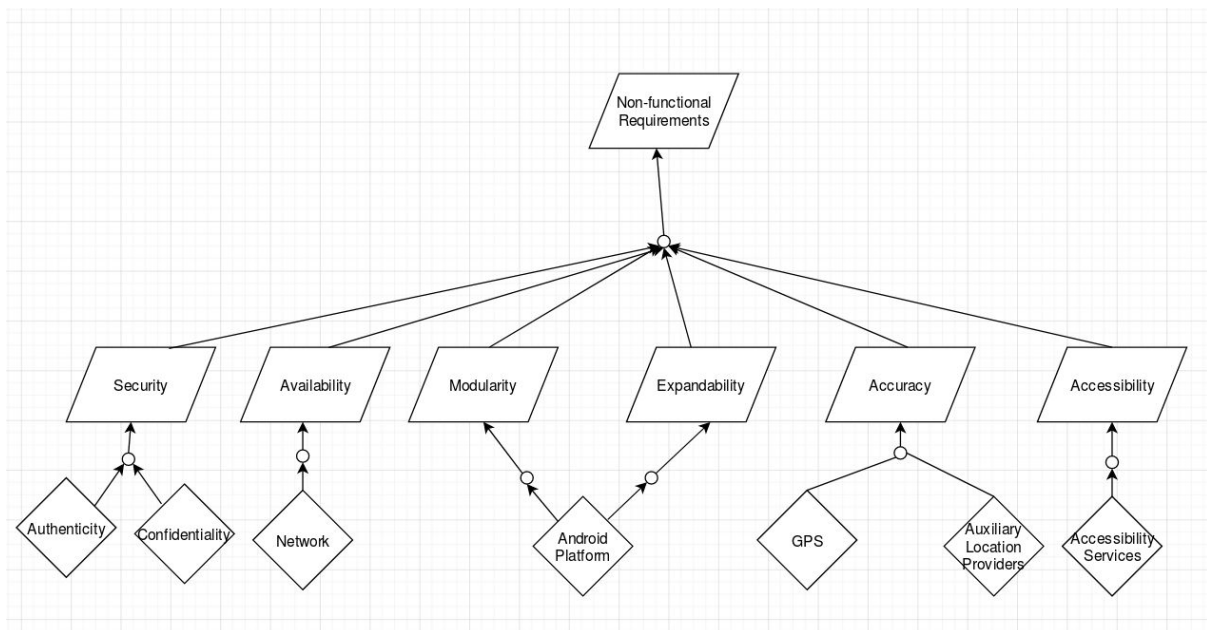 Non-functional
Requirements
Security
Availability
Modularity
Expandability
Accuracy
Accessibility
Authenticity
Confidentiality
Network
Android
Platform
GPS
Auxiliary
Location
Providers
Accessibility
Services